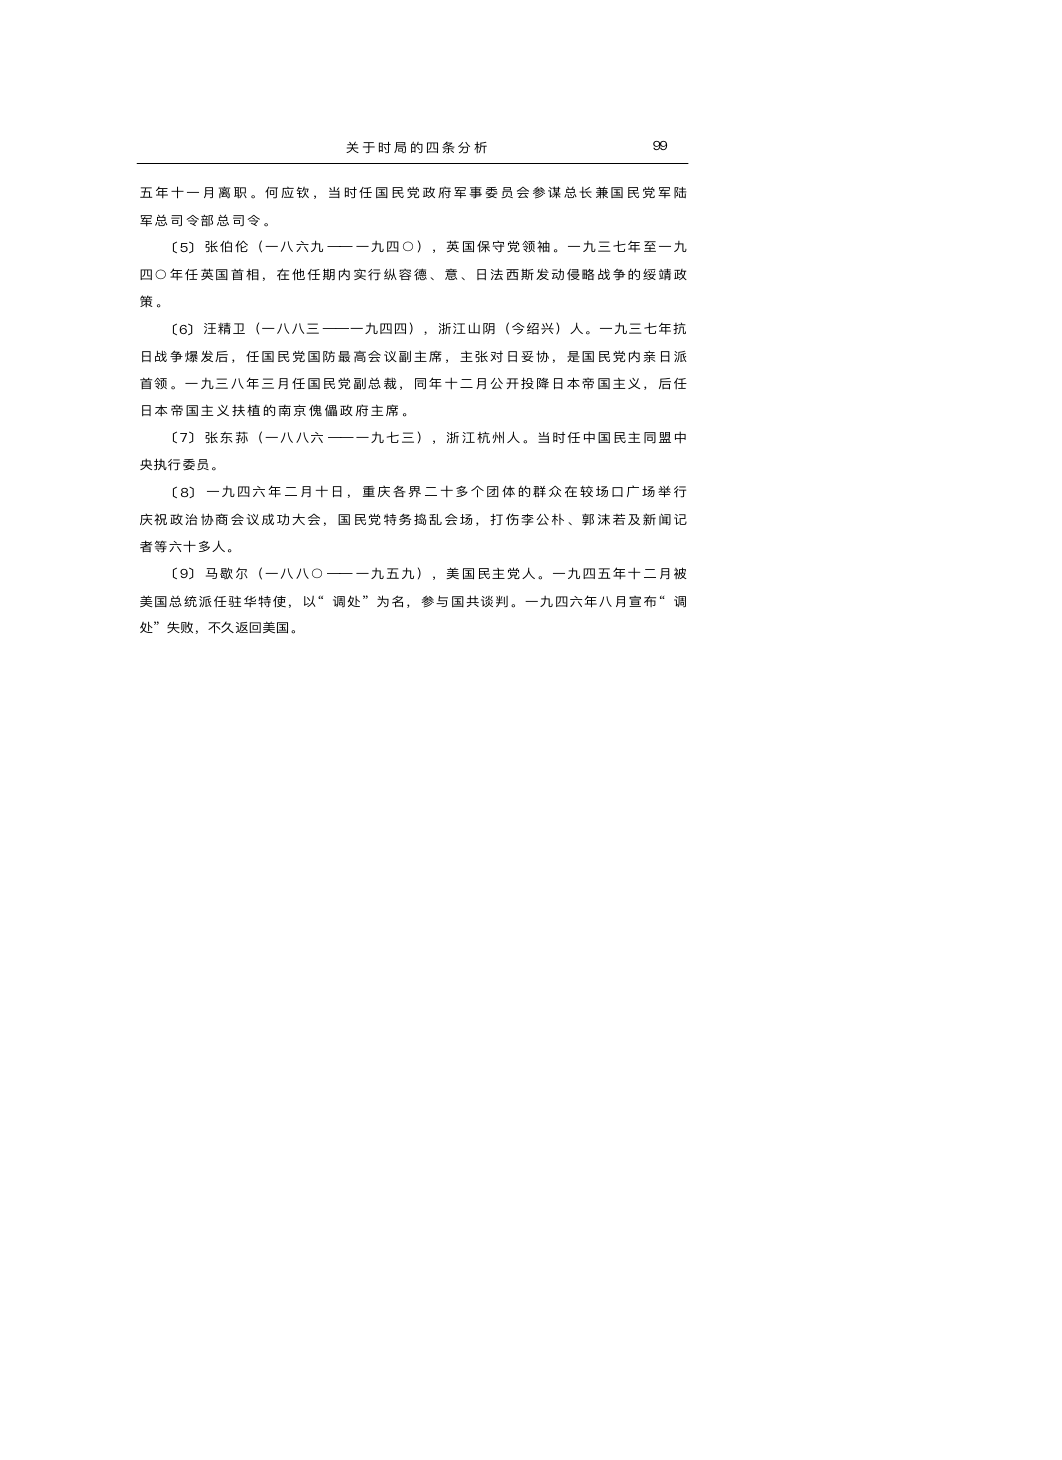 关于时局的四条分析 99
五年十一月离职。何应钦，当时任国民党政府军事委员会参谋总长兼国民党军陆
军总司令部总司令。
〔5〕张伯伦（一八六九——一九四〇），英国保守党领袖。一九三七年至一九
四〇年任英国首相，在他任期内实行纵容德、意、日法西斯发动侵略战争的绥靖政
策。
〔6〕汪精卫（一八八三——一九四四），浙江山阴（今绍兴）人。一九三七年抗
日战争爆发后，任国民党国防最高会议副主席，主张对日妥协，是国民党内亲日派
首领。一九三八年三月任国民党副总裁，同年十二月公开投降日本帝国主义，后任
日本帝国主义扶植的南京傀儡政府主席。
〔7〕张东荪（一八八六——一九七三），浙江杭州人。当时任中国民主同盟中
央执行委员。
〔8〕一九四六年二月十日，重庆各界二十多个团体的群众在较场口广场举行
庆祝政治协商会议成功大会，国民党特务捣乱会场，打伤李公朴、郭沫若及新闻记
者等六十多人。
〔9〕马歇尔（一八八〇——一九五九），美国民主党人。一九四五年十二月被
美国总统派任驻华特使，以“调处”为名，参与国共谈判。一九四六年八月宣布“调
处”失败，不久返回美国。